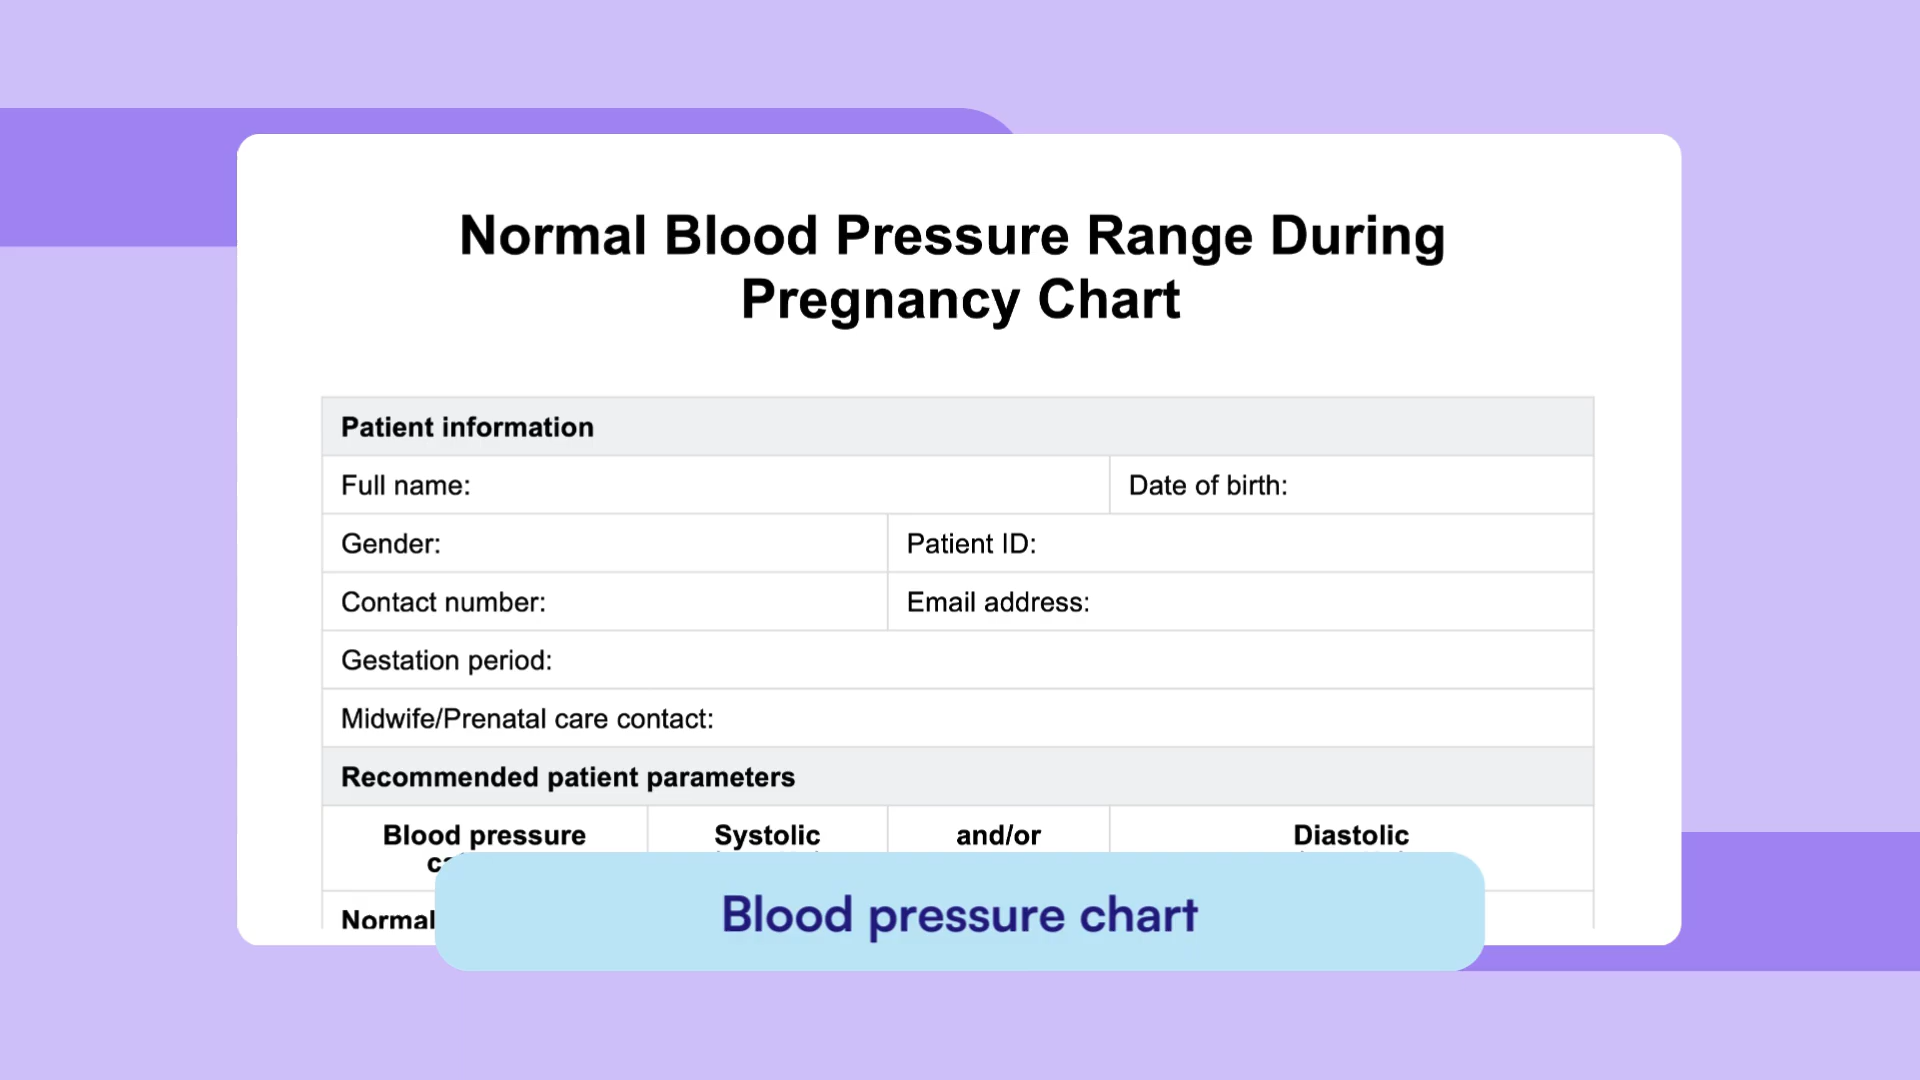 Normal Blood Pressure Range During
Pregnancy Chart
Patient information
Full name: Date of birth:
Gender: Patient ID:
Contact number: Email address:
Gestation period:
Midwife/Prenatal care contact:
Recommended patient parameters
Blood pressure Systolic and/or Diastolic
Normal
Blood pressure chart